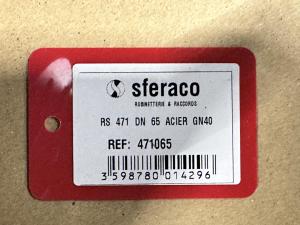 sferaco
ROBINETTERIE & RACCORDS
RS 471 DN 65 ACIER GN40
REF: 471065
3 598780 014296